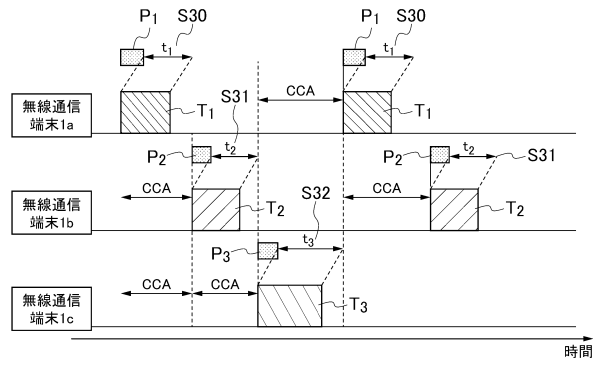 P1 S30 P1 S30
t1 t1
CCA
無線通信
端末1a
T1 T1
S31
P2 t2 P2 t2 S31
CCA CCA
無線通信
端末1b
T2 T2
S32
P3 t3
CCA CCA
無線通信
端末1c
T3
時間